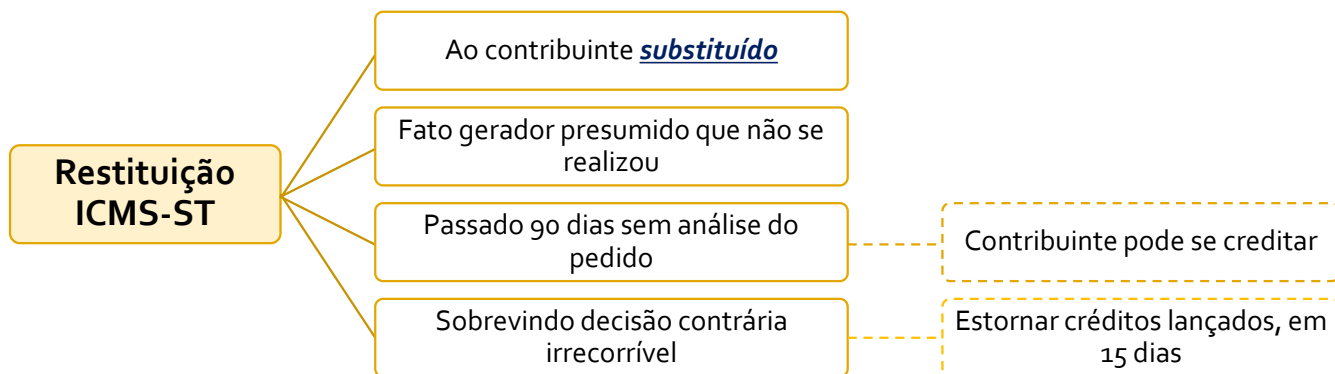 Restituição
ICMS-ST
Ao contribuinte substituído
Fato gerador presumido que não se
realizou
Passado 90 dias sem análise do
pedido
Contribuinte pode se creditar
Sobrevindo decisão contrária
irrecorrível
Estornar créditos lançados, em
15 dias